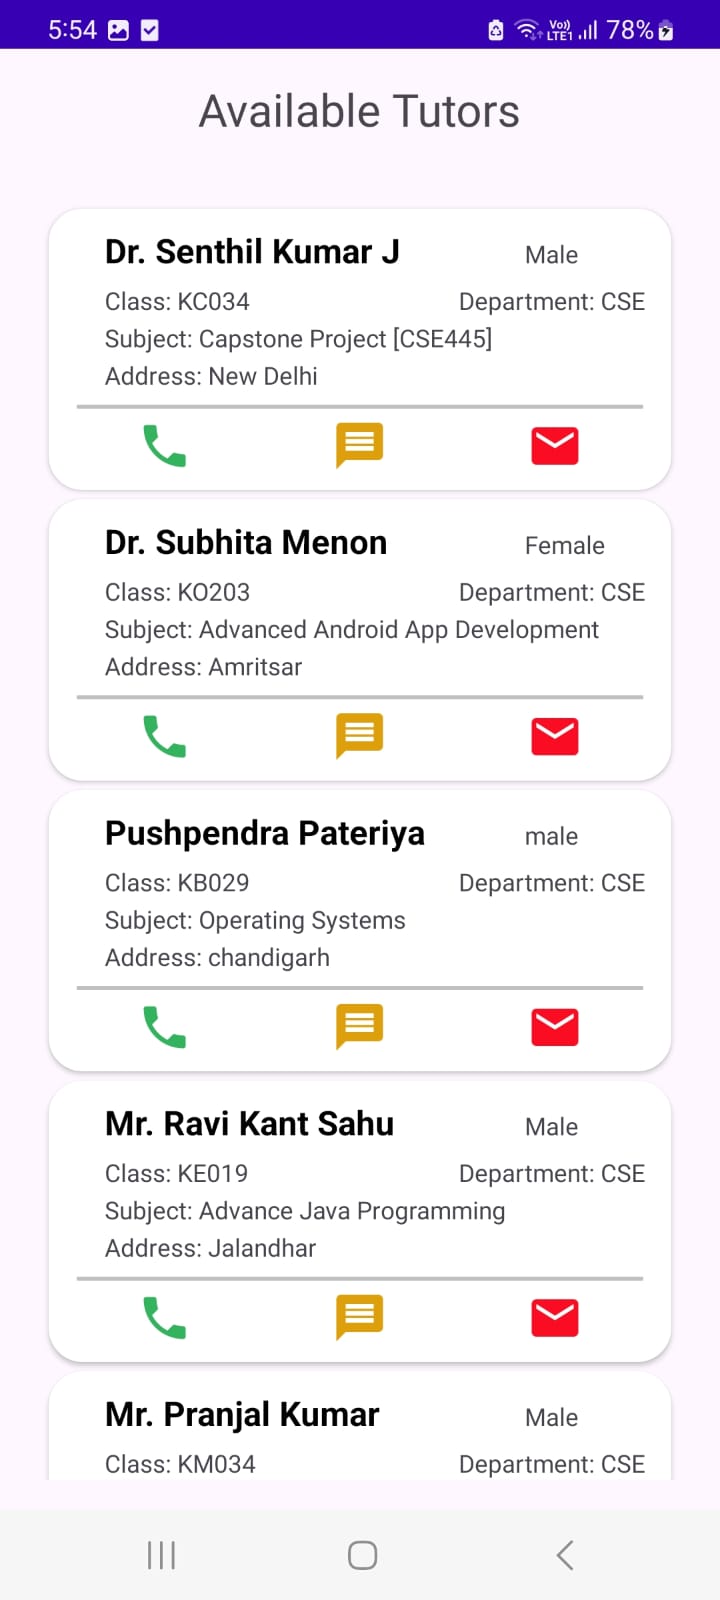 5:54 Vo)) LTE1 78%
Available Tutors
Dr. Senthil Kumar J Male
Class: KC034 Department: CSE
Subject: Capstone Project [CSE445]
Address: New Delhi
Dr. Subhita Menon Female
Class: KO203 Department: CSE
Subject: Advanced Android App Development
Address: Amritsar
Pushpendra Pateriya male
Class: KB029 Department: CSE
Subject: Operating Systems
Address: chandigarh
Mr. Ravi Kant Sahu Male
Class: KE019 Department: CSE
Subject: Advance Java Programming
Address: Jalandhar
Mr. Pranjal Kumar Male
Class: KM034 Department: CSE